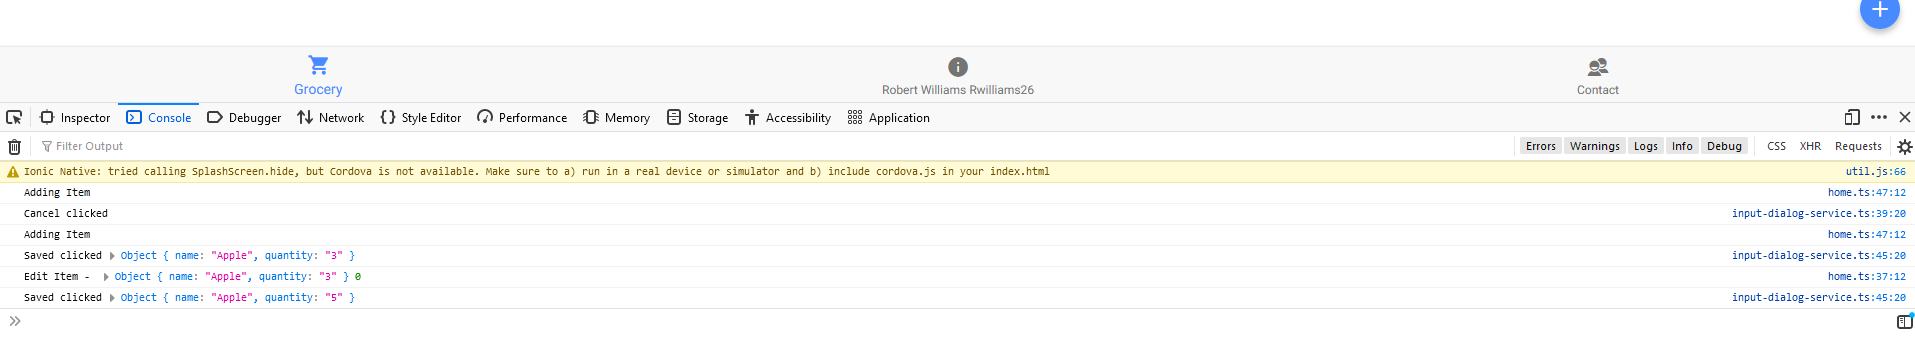 Grocery
Robert Williams Rwilliams26
Contact
Inspector Console Debugger Network Style Editor Performance Memory Storage Accessibility Application
Filter Output Errors Warnings Logs Info Debug CSS XHR Requests
Ionic Native: tried calling SplashScreen.hide, but Cordova is not available. Make sure to a) run in a real device or simulator and b) include cordova.js in your index.html util.js:66
Adding Item home.ts:47:12
Cancel clicked input-dialog-service.ts:39:20
Adding Item home.ts:47:12
Saved clicked Object { name: "Apple", quantity: "3" } input-dialog-service.ts:45:20
Edit Item - Object { name: "Apple", quantity: "3" } 0 home.ts:37:12
Saved clicked Object { name: "Apple", quantity: "5" } input-dialog-service.ts:45:20